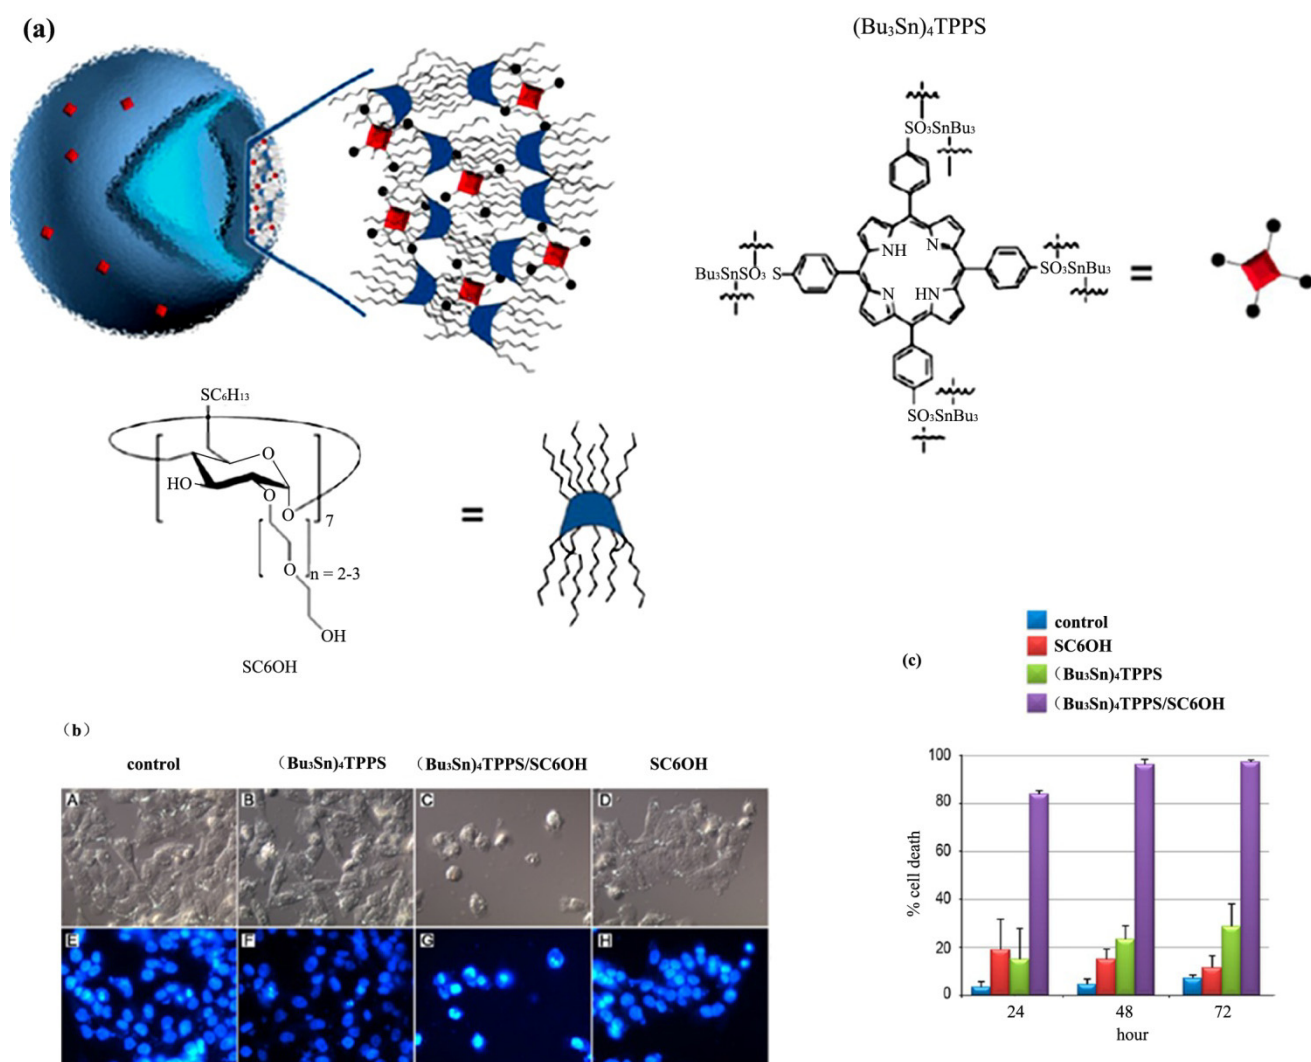 (a)
(Bu₃Sn)₄TPPS
SO₃SnBu₃
NH
N
Bu₃SnSO₃
S
SO₃SnBu₃
N
HN
SO₃SnBu₃
=
SC₆H₁₃
O
HO
O
O
7
O
n = 2-3
OH
SC6OH
=
control
SC6OH
(Bu₃Sn)₄TPPS
(Bu₃Sn)₄TPPS/SC6OH
(b)
control
(Bu₃Sn)₄TPPS
(Bu₃Sn)₄TPPS/SC6OH
SC6OH
A
B
C
D
E
F
G
H
(c)
100
80
60
40
20
0
% cell death
24
48
72
hour